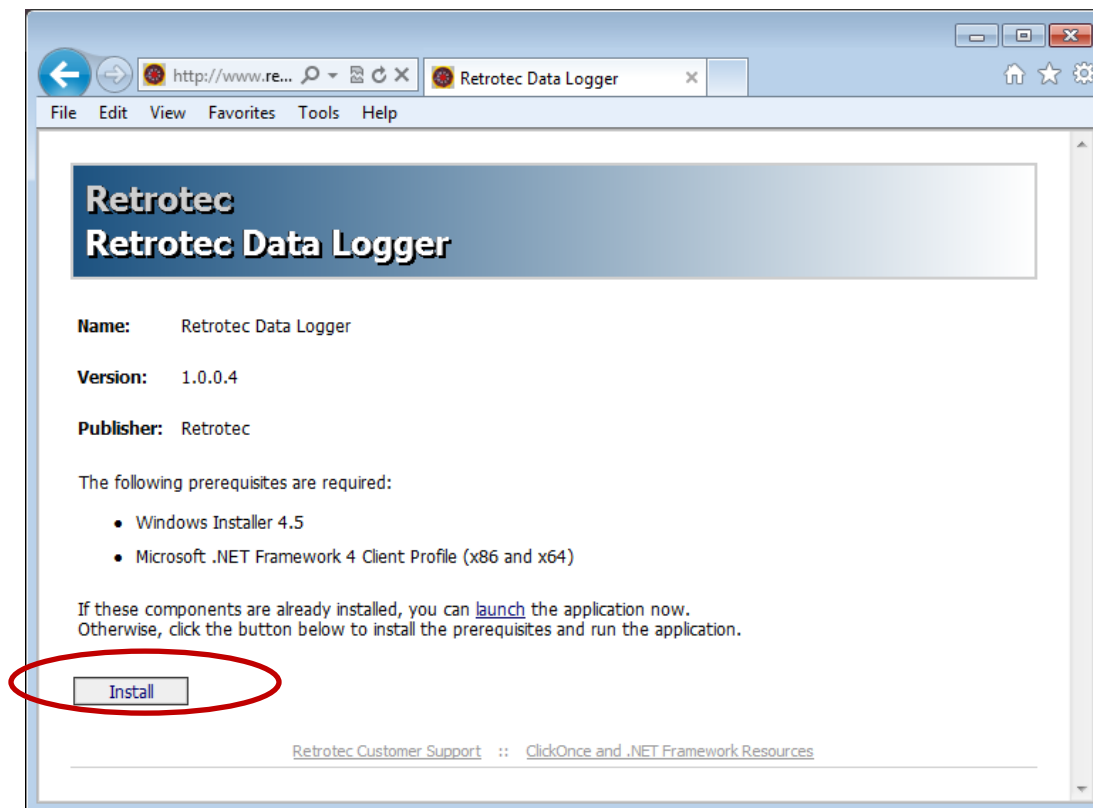 http://www.re...
Retrotec Data Logger
File Edit View Favorites Tools Help
Retrotec
Retrotec Data Logger
Name: Retrotec Data Logger
Version: 1.0.0.4
Publisher: Retrotec
The following prerequisites are required:
• Windows Installer 4.5
• Microsoft .NET Framework 4 Client Profile (x86 and x64)
If these components are already installed, you can launch the application now.
Otherwise, click the button below to install the prerequisites and run the application.
Install
Retrotec Customer Support :: ClickOnce and .NET Framework Resources